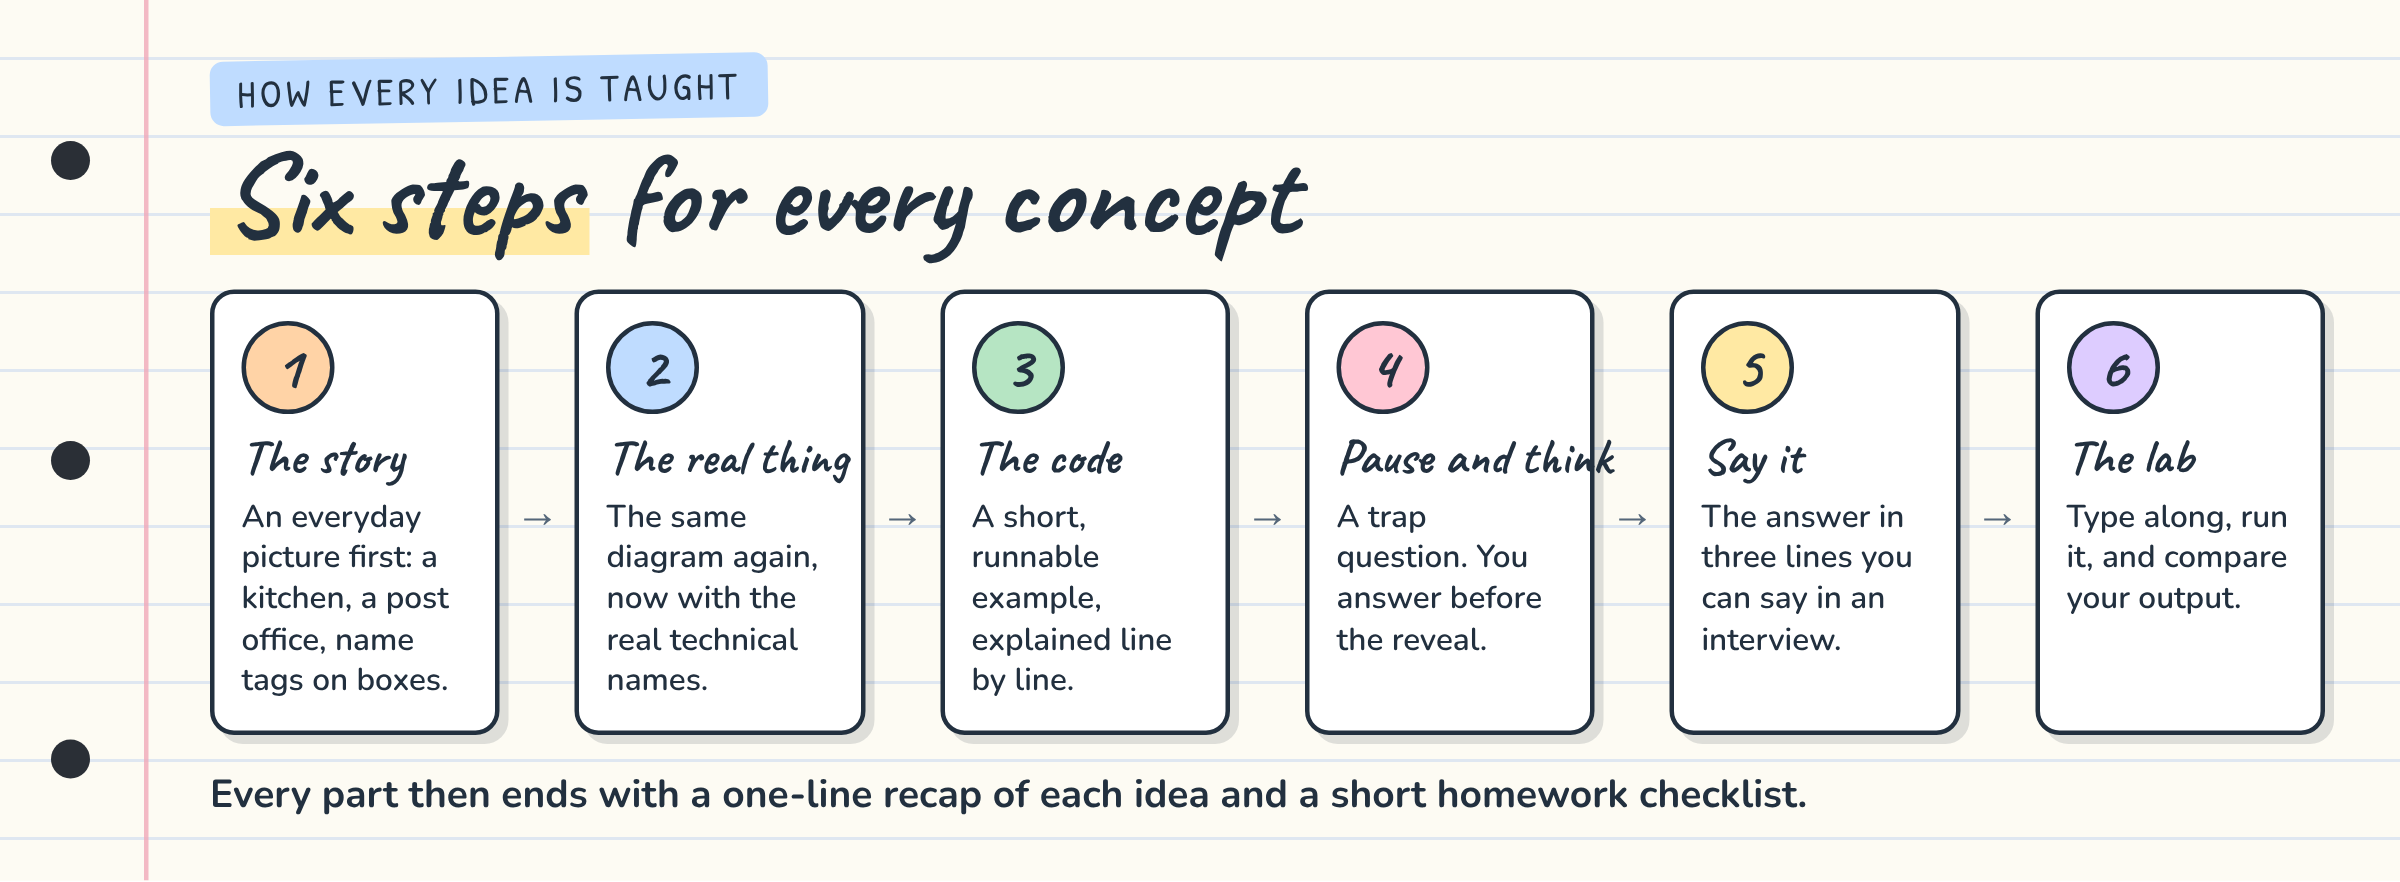 HOW EVERY IDEA IS TAUGHT
Six steps for every concept
1
The story
An everyday
picture first: a
kitchen, a post
office, name
tags on boxes.
→
2
The real thing
The same
diagram again,
now with the
real technical
names.
→
3
The code
A short,
runnable
example,
explained line
by line.
→
4
Pause and think
A trap
question. You
answer before
the reveal.
→
5
Say it
The answer in
three lines you
can say in an
interview.
→
6
The lab
Type along, run
it, and compare
your output.
Every part then ends with a one-line recap of each idea and a short homework checklist.